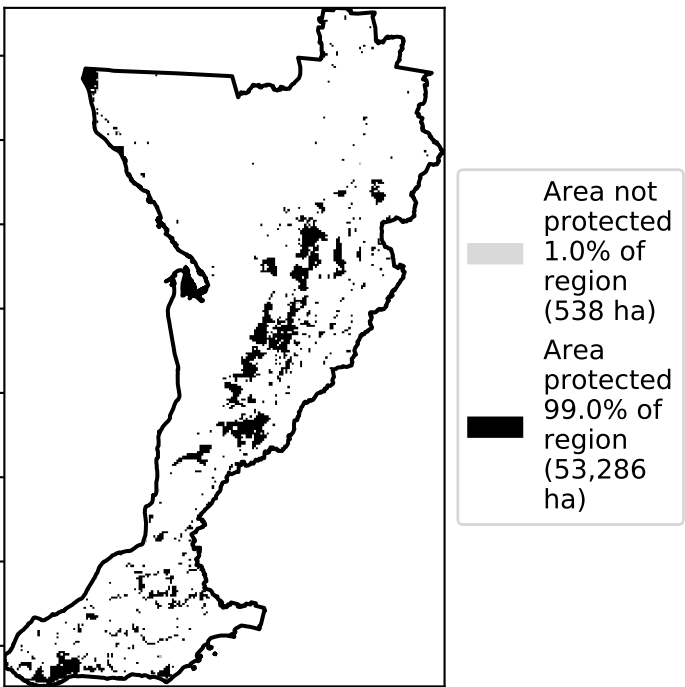 Area not
protected
1.0% of
region
(538 ha)
Area
protected
99.0% of
region
(53,286
ha)